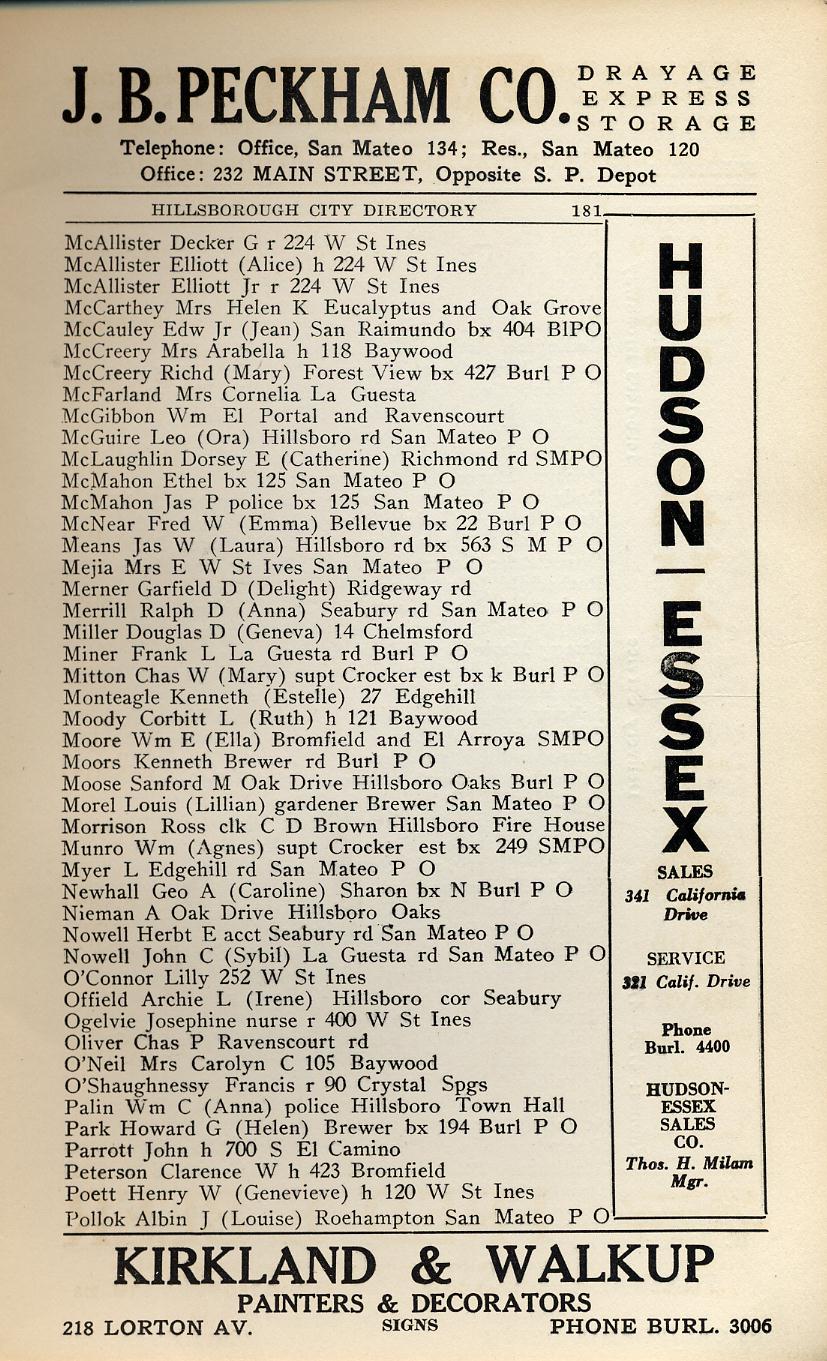 J. B. PECKHAM CO.
DRAYAGE
EXPRESS
STORAGE
Telephone: Office, San Mateo 134; Res., San Mateo 120
Office: 232 MAIN STREET, Opposite S. P. Depot
HILLSBOROUGH CITY DIRECTORY 181
McAllister Decker G r 224 W St Ines
McAllister Elliott (Alice) h 224 W St Ines
McAllister Elliott Jr r 224 W St Ines
McCarthey Mrs Helen K Eucalyptus and Oak Grove
McCauley Edw Jr (Jean) San Raimundo bx 404 BlPO
McCreery Mrs Arabella h 118 Baywood
McCreery Richd (Mary) Forest View bx 427 Burl P O
McFarland Mrs Cornelia La Guesta
McGibbon Wm El Portal and Ravenscourt
McGuire Leo (Ora) Hillsboro rd San Mateo P O
McLaughlin Dorsey E (Catherine) Richmond rd SMPO
McMahon Ethel bx 125 San Mateo P O
McMahon Jas P police bx 125 San Mateo P O
McNear Fred W (Emma) Bellevue bx 22 Burl P O
Means Jas W (Laura) Hillsboro rd bx 563 S M P O
Mejia Mrs E W St Ives San Mateo P O
Merner Garfield D (Delight) Ridgeway rd
Merrill Ralph D (Anna) Seabury rd San Mateo P O
Miller Douglas D (Geneva) 14 Chelmsford
Miner Frank L La Guesta rd Burl P O
Mitton Chas W (Mary) supt Crocker est bx k Burl P O
Monteagle Kenneth (Estelle) 27 Edgehill
Moody Corbitt L (Ruth) h 121 Baywood
Moore Wm E (Ella) Bromfield and El Arroya SMPO
Moors Kenneth Brewer rd Burl P O
Moose Sanford M Oak Drive Hillsboro Oaks Burl P O
Morel Louis (Lillian) gardener Brewer San Mateo P O
Morrison Ross clk C D Brown Hillsboro Fire House
Munro Wm (Agnes) supt Crocker est bx 249 SMPO
Myer L Edgehill rd San Mateo P O
Newhall Geo A (Caroline) Sharon bx N Burl P O
Nieman A Oak Drive Hillsboro Oaks
Nowell Herbt E acct Seabury rd San Mateo P O
Nowell John C (Sybil) La Guesta rd San Mateo P O
O'Connor Lilly 252 W St Ines
Offield Archie L (Irene) Hillsboro cor Seabury
Ogelvie Josephine nurse r 400 W St Ines
Oliver Chas P Ravenscourt rd
O'Neil Mrs Carolyn C 105 Baywood
O'Shaughnessy Francis r 90 Crystal Spgs
Palin Wm C (Anna) police Hillsboro Town Hall
Park Howard G (Helen) Brewer bx 194 Burl P O
Parrott John h 700 S El Camino
Peterson Clarence W h 423 Bromfield
Poett Henry W (Genevieve) h 120 W St Ines
Pollok Albin J (Louise) Roehampton San Mateo P O
HUDSON | ESSEX
SALES
341 California
Drive
SERVICE
321 Calif. Drive
Phone
Burl. 4400
HUDSON-
ESSEX
SALES
CO.
Thos. H. Milam
Mgr.
KIRKLAND & WALKUP
PAINTERS & DECORATORS
218 LORTON AV. SIGNS PHONE BURL. 3006